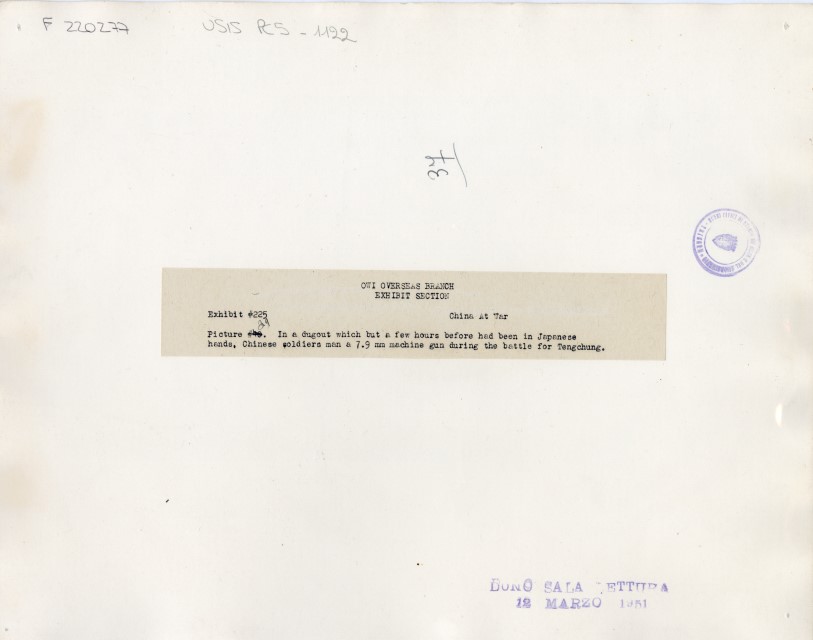 F 220277 USIS PCS - 1122
37
OWI OVERSEAS BRANCH
EXHIBIT SECTION
Exhibit #225 China at War
Picture In a dugout which but a few hours before had been in Japanese
hands, Chinese soldiers man a 7.9 mm machine gun during the battle for Tengchung.
DONO SALA LETTURA
12 MARZO 1951